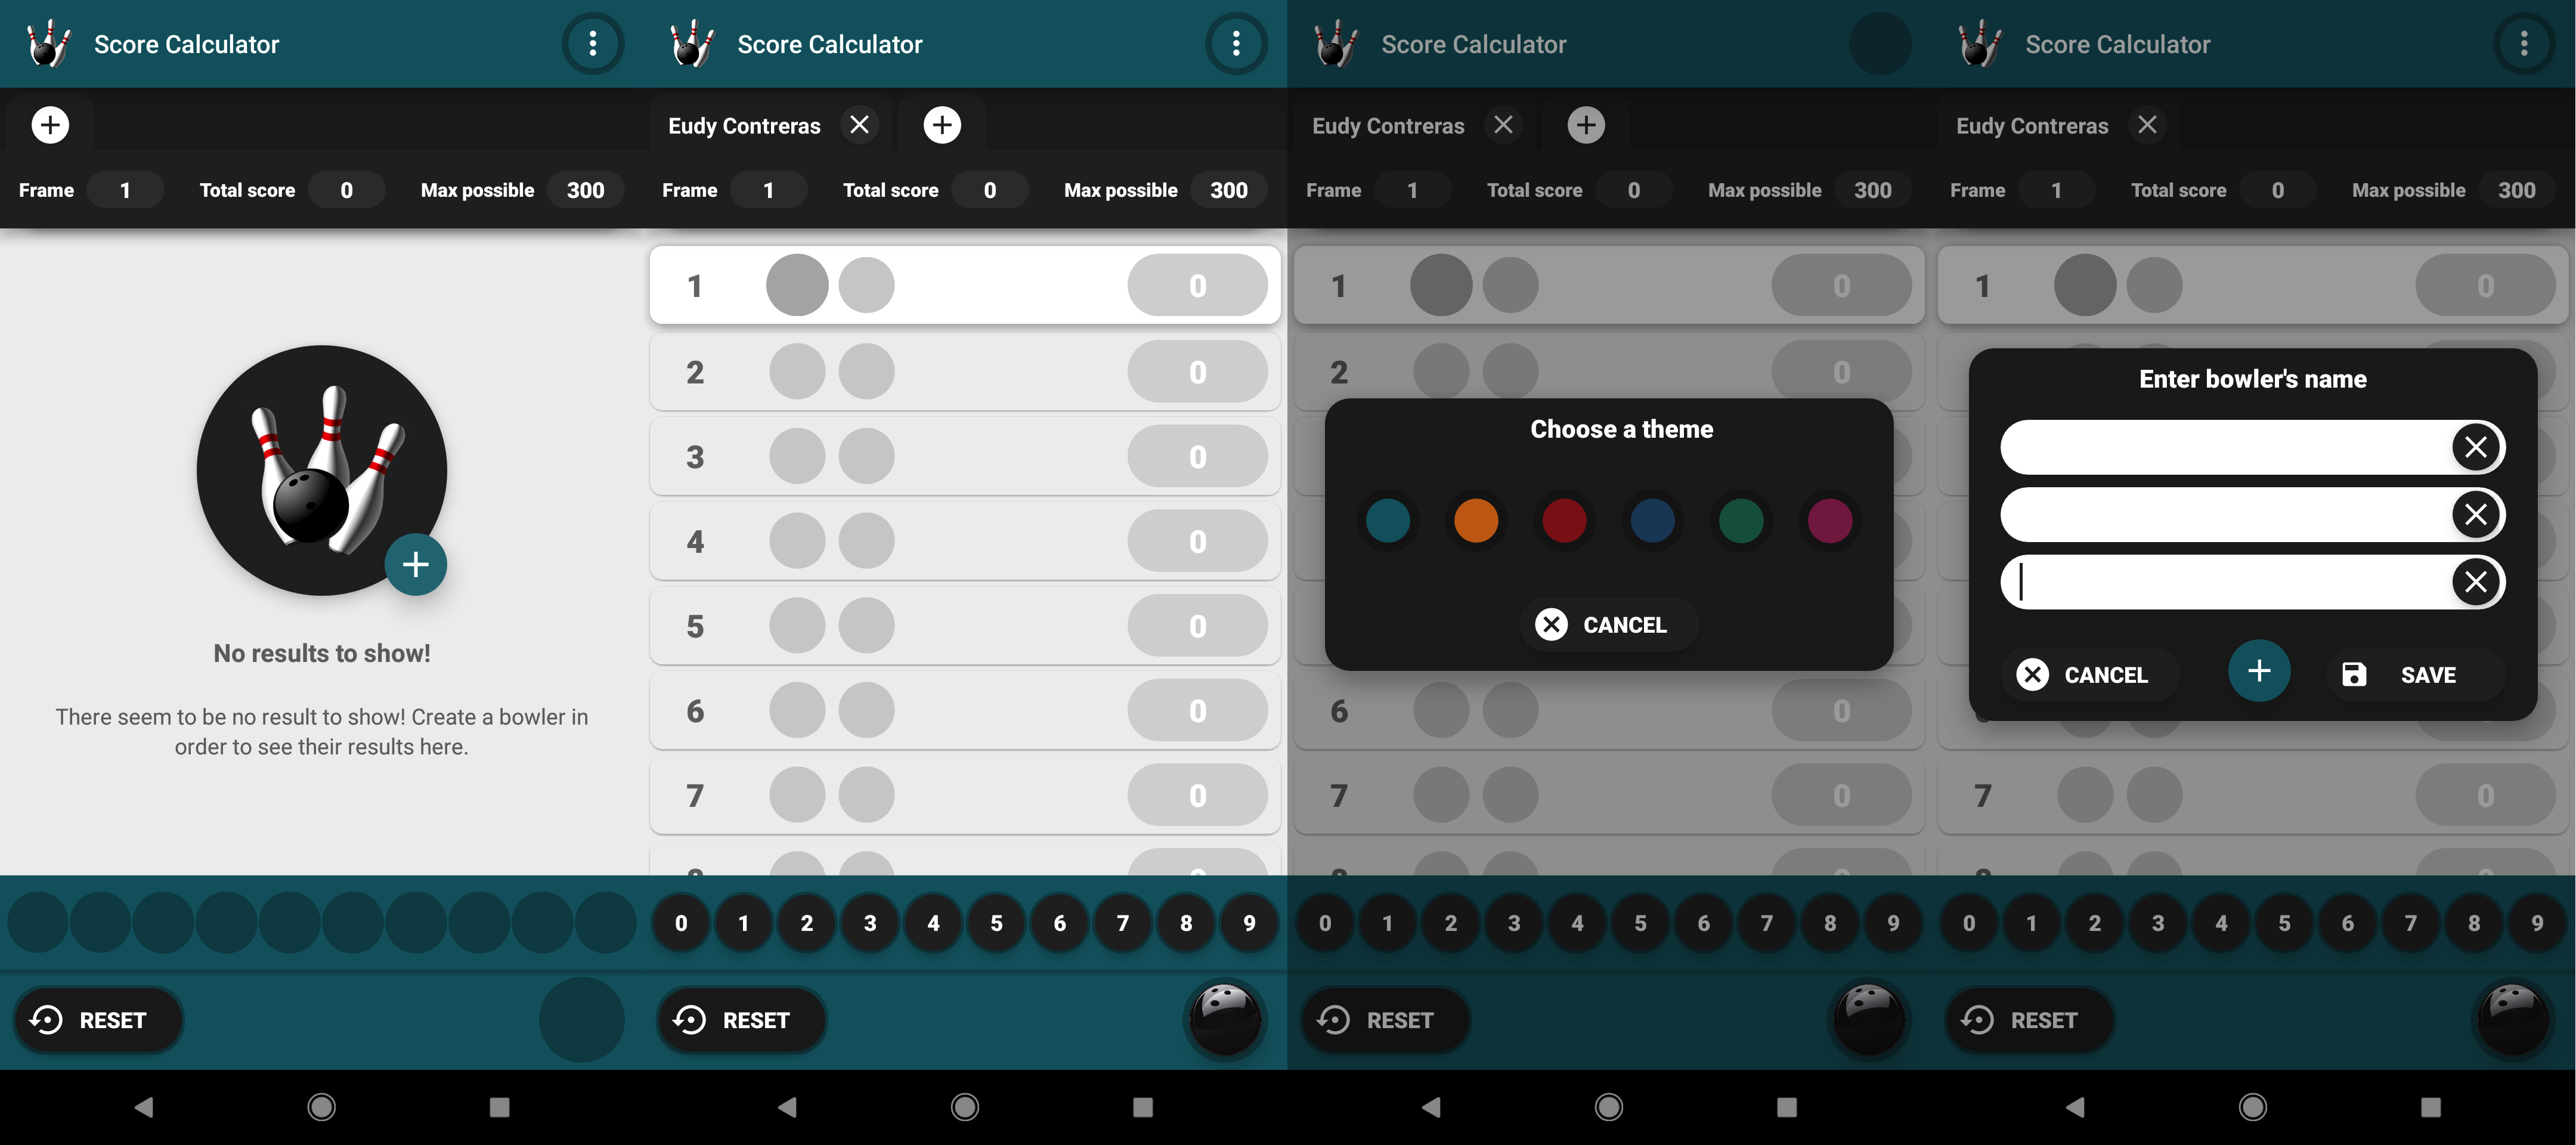 Score Calculator
Frame 1 Total score 0 Max possible 300
No results to show!
There seem to be no result to show! Create a bowler in
order to see their results here.
RESET
Score Calculator
Eudy Contreras
Frame 1 Total score 0 Max possible 300
1 0
2 0
3 0
4 0
5 0
6 0
7 0
0 1 2 3 4 5 6 7 8 9
RESET
Score Calculator
Eudy Contreras
Frame 1 Total score 0 Max possible 300
1 0
2 0
Choose a theme
CANCEL
6 0
7 0
0 1 2 3 4 5 6 7 8 9
RESET
Score Calculator
Eudy Contreras
Frame 1 Total score 0 Max possible 300
1 0
Enter bowler's name
CANCEL SAVE
7 0
0 1 2 3 4 5 6 7 8 9
RESET